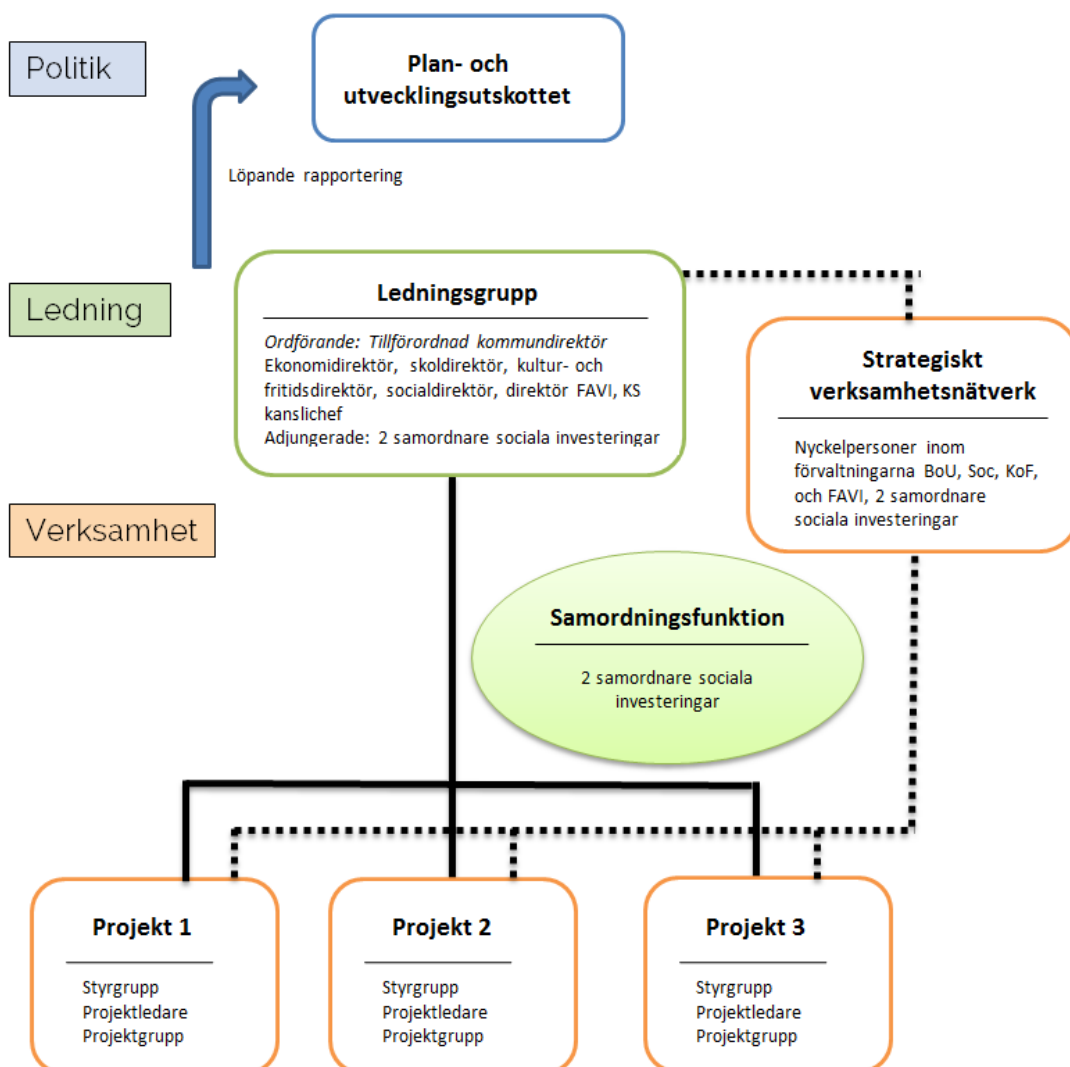 Politik
Plan- och
utvecklingsutskottet
Löpande rapportering
Ledning
Ledningsgrupp
Ordförande: Tillförordnad kommundirektör
Ekonomidirektör, skoldirektör, kultur- och
fritidsdirektör, socialdirektör, direktör FAVI, KS
kanslichef
Adjungerade: 2 samordnare sociala investeringar
Strategiskt
verksamhetsnätverk
Nyckelpersoner inom
förvaltningarna BoU, Soc, KoF,
och FAVI, 2 samordnare
sociala investeringar
Verksamhet
Samordningsfunktion
2 samordnare sociala
investeringar
Projekt 1
Styrgrupp
Projektledare
Projektgrupp
Projekt 2
Styrgrupp
Projektledare
Projektgrupp
Projekt 3
Styrgrupp
Projektledare
Projektgrupp